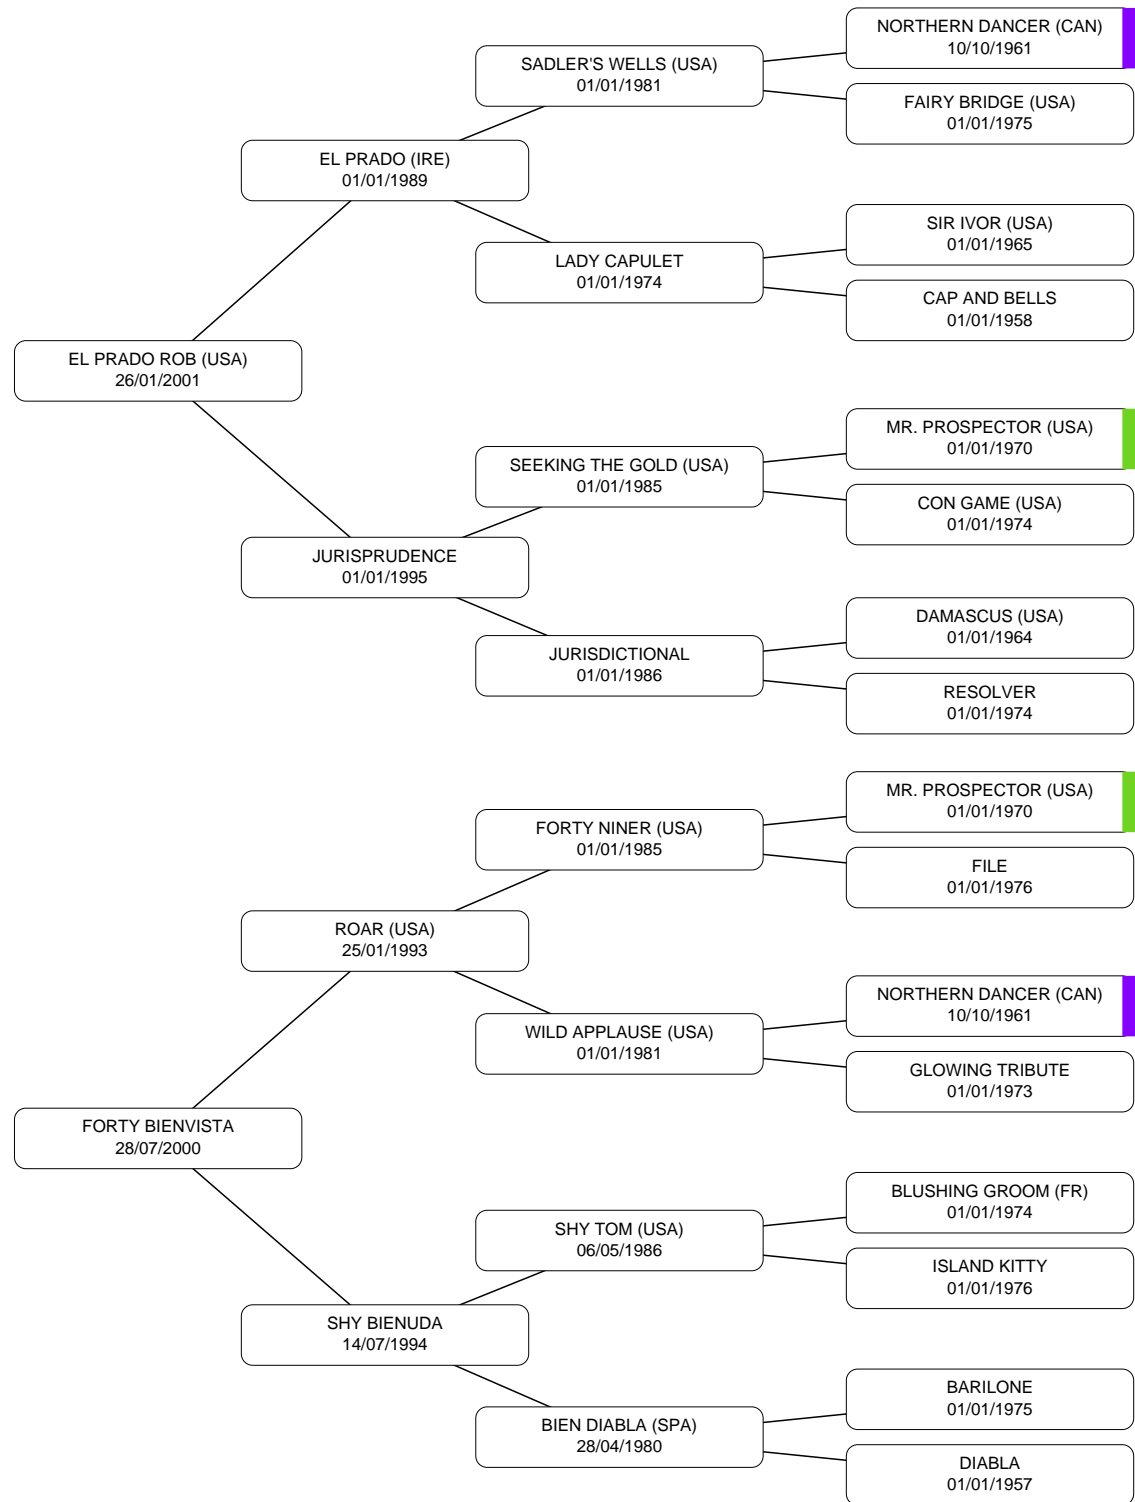 NORTHERN DANCER (CAN)
10/10/1961
SADLER'S WELLS (USA)
01/01/1981
FAIRY BRIDGE (USA)
01/01/1975
EL PRADO (IRE)
01/01/1989
SIR IVOR (USA)
01/01/1965
LADY CAPULET
01/01/1974
CAP AND BELLS
01/01/1958
EL PRADO ROB (USA)
26/01/2001
MR. PROSPECTOR (USA)
01/01/1970
SEEKING THE GOLD (USA)
01/01/1985
CON GAME (USA)
01/01/1974
JURISPRUDENCE
01/01/1995
DAMASCUS (USA)
01/01/1964
JURISDICTIONAL
01/01/1986
RESOLVER
01/01/1974
MR. PROSPECTOR (USA)
01/01/1970
FORTY NINER (USA)
01/01/1985
FILE
01/01/1976
ROAR (USA)
25/01/1993
NORTHERN DANCER (CAN)
10/10/1961
WILD APPLAUSE (USA)
01/01/1981
GLOWING TRIBUTE
01/01/1973
FORTY BIENVISTA
28/07/2000
BLUSHING GROOM (FR)
01/01/1974
SHY TOM (USA)
06/05/1986
ISLAND KITTY
01/01/1976
SHY BIENUDA
14/07/1994
BARILONE
01/01/1975
BIEN DIABLA (SPA)
28/04/1980
DIABLA
01/01/1957